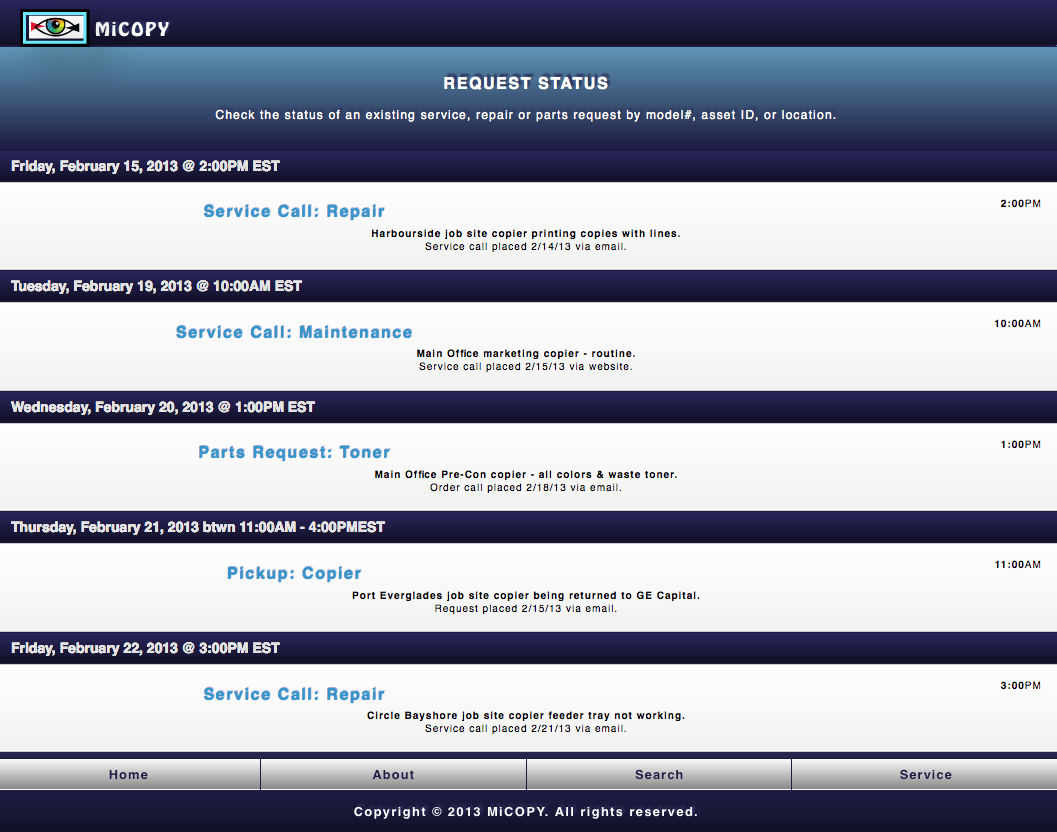 MiCOPY
REQUEST STATUS
Check the status of an existing service, repair or parts request by model#, asset ID, or location.
Friday, February 15, 2013 @ 2:00PM EST
Service Call: Repair
2:00PM
Harbourside job site copier printing copies with lines.
Service call placed 2/14/13 via email.
Tuesday, February 19, 2013 @ 10:00AM EST
Service Call: Maintenance
10:00AM
Main Office marketing copier - routine.
Service call placed 2/15/13 via website.
Wednesday, February 20, 2013 @ 1:00PM EST
Parts Request: Toner
1:00PM
Main Office Pre-Con copier - all colors & waste toner.
Order call placed 2/18/13 via email.
Thursday, February 21, 2013 btwn 11:00AM - 4:00PMEST
Pickup: Copier
11:00AM
Port Everglades job site copier being returned to GE Capital.
Request placed 2/15/13 via email.
Friday, February 22, 2013 @ 3:00PM EST
Service Call: Repair
3:00PM
Circle Bayshore job site copier feeder tray not working.
Service call placed 2/21/13 via email.
Home About Search Service
Copyright © 2013 MiCOPY. All rights reserved.